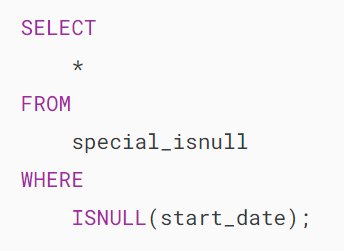 SELECT
    *
FROM
    special_isnull
WHERE
    ISNULL(start_date);